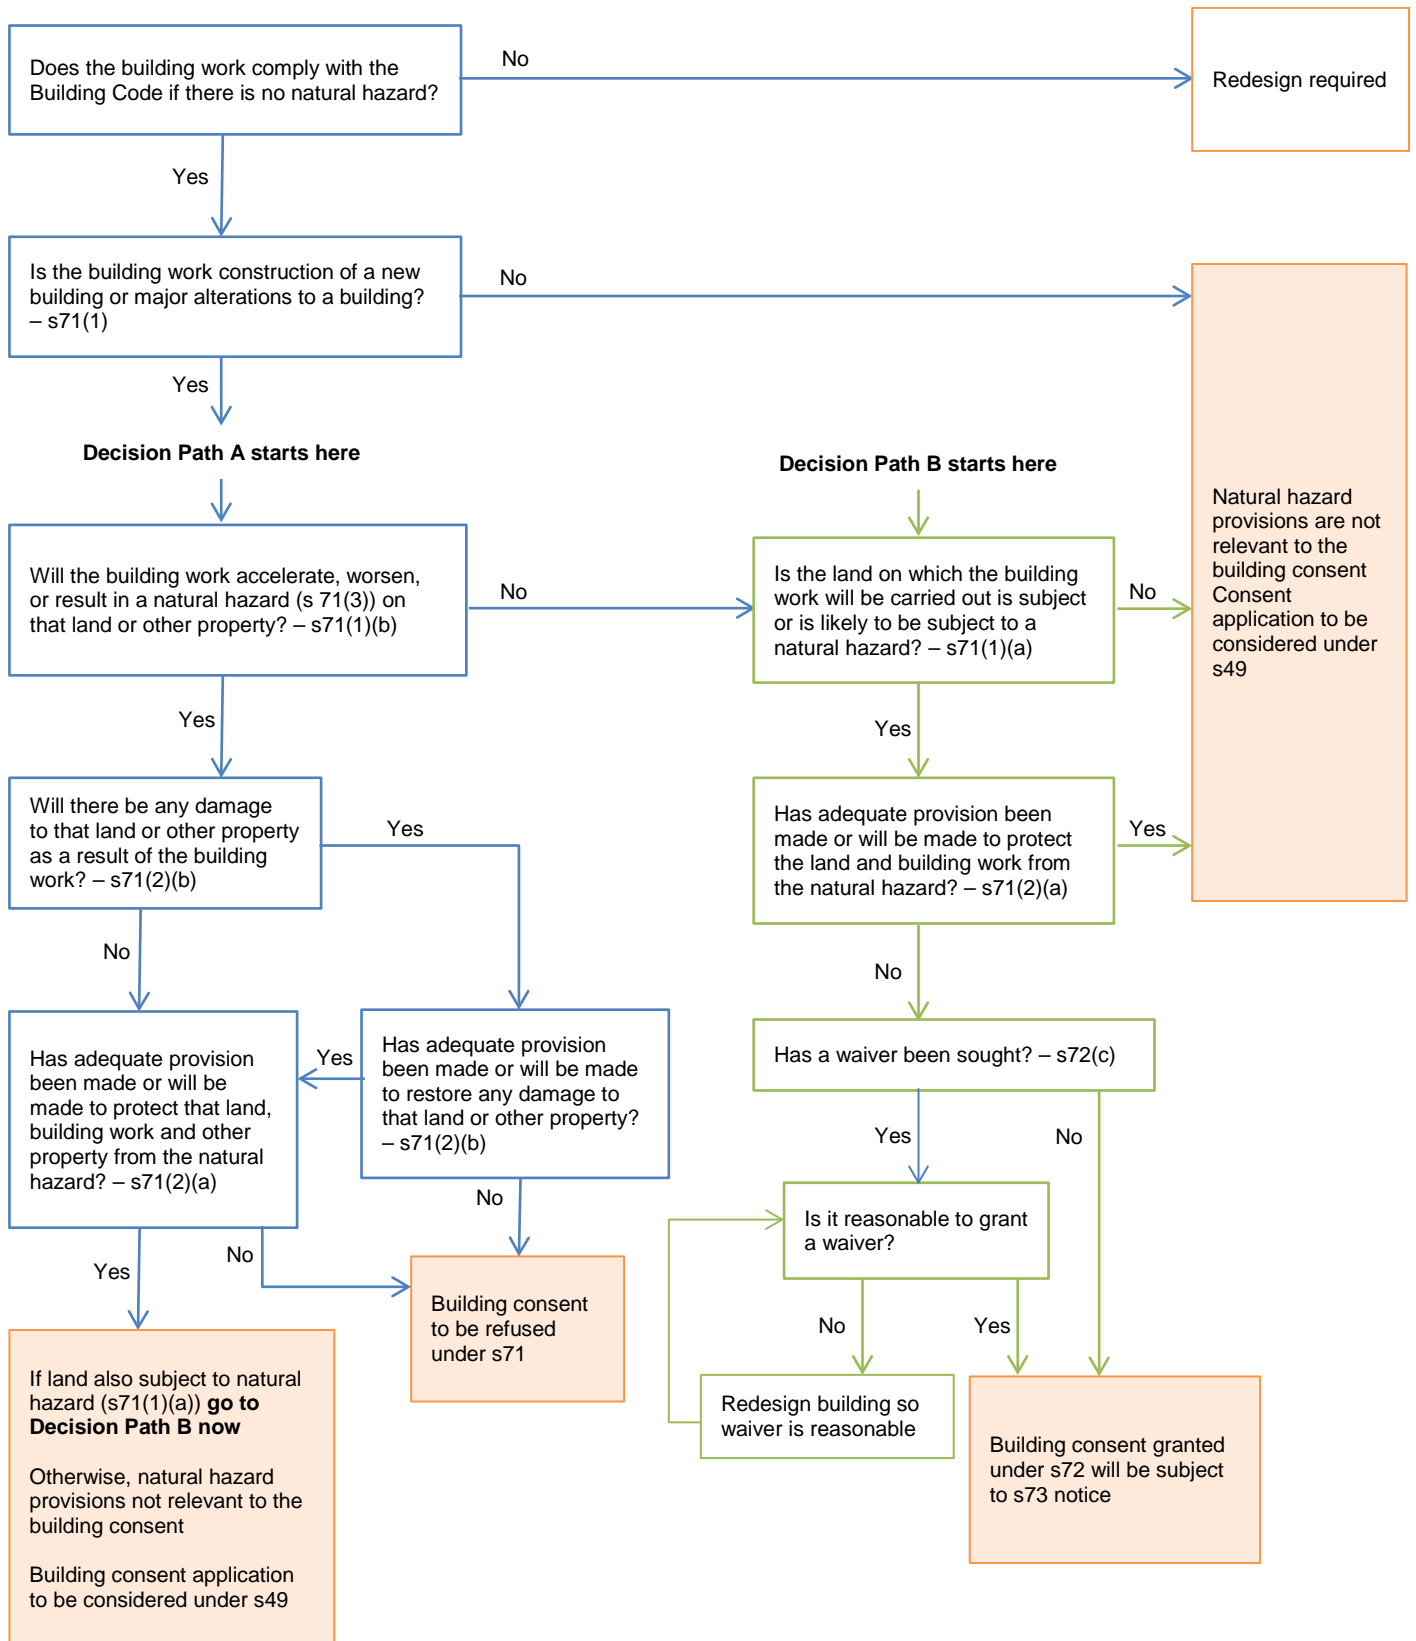 Does the building work comply with the
Building Code if there is no natural hazard?
No
Redesign required
Yes
Is the building work construction of a new
building or major alterations to a building?
– s71(1)
No
Yes
Decision Path A starts here
Decision Path B starts here
Natural hazard
provisions are not
relevant to the
building consent
Consent
application to be
considered under
s49
Will the building work accelerate, worsen,
or result in a natural hazard (s 71(3)) on
that land or other property? – s71(1)(b)
No
Is the land on which the building
work will be carried out is subject
or is likely to be subject to a
natural hazard? – s71(1)(a)
No
Yes
Yes
Will there be any damage
to that land or other property
as a result of the building
work? – s71(2)(b)
Yes
Has adequate provision been
made or will be made to protect
the land and building work from
the natural hazard? – s71(2)(a)
Yes
No
No
Has adequate provision
been made or will be
made to protect that land,
building work and other
property from the natural
hazard? – s71(2)(a)
Yes
Has adequate provision
been made or will be made
to restore any damage to
that land or other property?
– s71(2)(b)
Has a waiver been sought? – s72(c)
Yes
No
No
Is it reasonable to grant
a waiver?
Yes
No
Building consent
to be refused
under s71
No
Yes
If land also subject to natural
hazard (s71(1)(a)) go to
Decision Path B now
Otherwise, natural hazard
provisions not relevant to the
building consent
Building consent application
to be considered under s49
Redesign building so
waiver is reasonable
Building consent granted
under s72 will be subject
to s73 notice